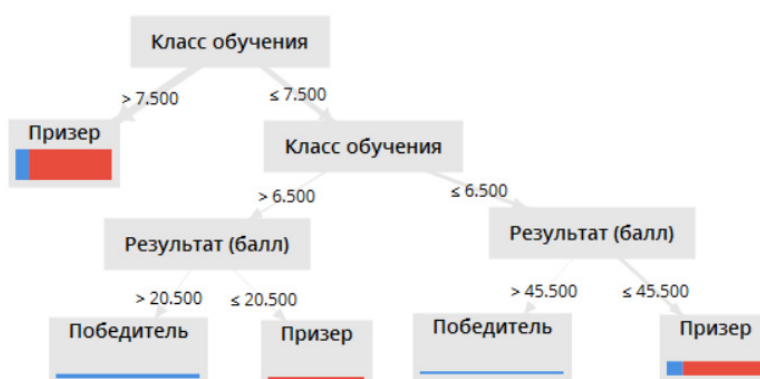 Класс обучения
> 7.500
≤ 7.500
Призер
Класс обучения
> 6.500
≤ 6.500
Результат (балл)
Результат (балл)
> 20.500
≤ 20.500
> 45.500
≤ 45.500
Победитель
Призер
Победитель
Призер